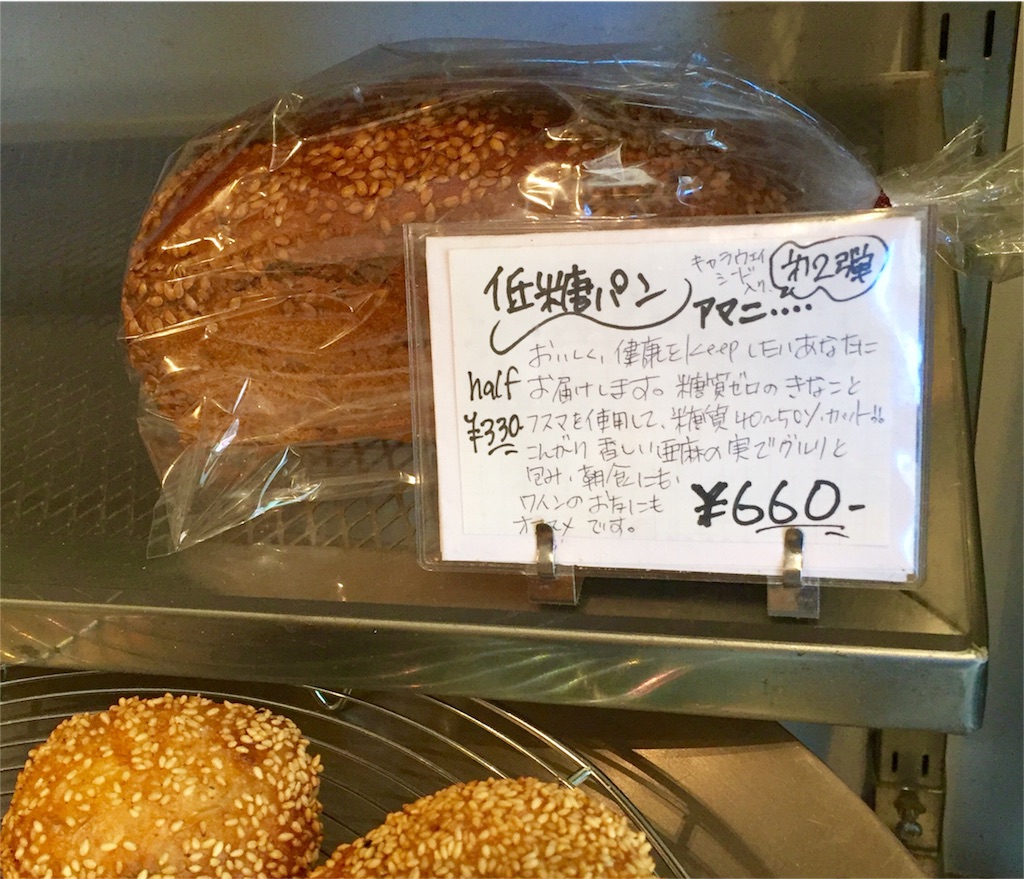 低糖パン
キャラウェイ
シード
入り
第2弾
アマニ‥‥
おいしく、健康をkeepしたいあなたに
half
お届けします。糖質ゼロのきなこと
¥330-
フスマを使用して、糖質40〜50%カット!!
こんがり香しい亜麻の実でグルリと
包み、朝食にも、
ワインのおともにも
オススメです。
¥660-